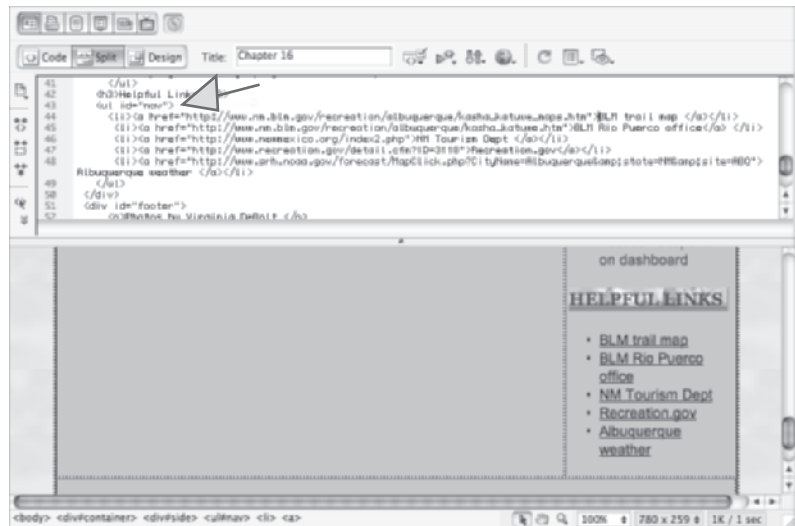 Code Split Design Title: Chapter 16
41 </ul>
42 <h3>Helpful Links
43 <ul id="nav">
44 <li><a href="http://www.nm.blm.gov/recreation/albuquerque/kasha_katuwe_maps.htm">BLM trail map </a></li>
45 <li><a href="http://www.nm.blm.gov/recreation/albuquerque/kasha_katuwe.htm">BLM Rio Puerco office</a> </li>
46 <li><a href="http://www.newmexico.org/index2.php">NM Tourism Dept </a></li>
47 <li><a href="http://www.recreation.gov/detail.cfm?ID=3118">Recreation.gov</a></li>
48 <li><a href="http://www.srh.noaa.gov/forecast/MapClick.php?CityName=Albuquerque&amp;state=NM&amp;site=ABQ">
Albuquerque weather </a></li>
49 </ul>
50 </div>
51 <div id="footer">
52 <p>Photos by Virginia DeBolt </p>
on dashboard
HELPFUL LINKS
• BLM trail map
• BLM Rio Puerco
office
• NM Tourism Dept
• Recreation.gov
• Albuquerque
weather
<body> <div#container> <div#side> <ul#nav> <li> <a> 100% 780 x 259 1K / 1 sec